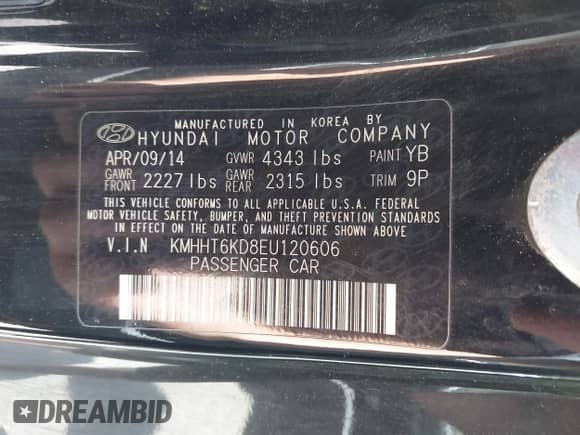 MANUFACTURED IN KOREA BY
HYUNDAI MOTOR COMPANY
APR/09/14 GVWR 4343 lbs PAINT YB
GAWR FRONT 2227 lbs GAWR REAR 2315 lbs TRIM 9P
THIS VEHICLE CONFORMS TO ALL APPLICABLE U.S.A. FEDERAL
MOTOR VEHICLE SAFETY, BUMPER, AND THEFT PREVENTION STANDARDS
IN EFFECT ON THE DATE OF MANUFACTURE SHOWN ABOVE
V.I.N KMHHT6KD8EU120606
PASSENGER CAR
DREAMBID